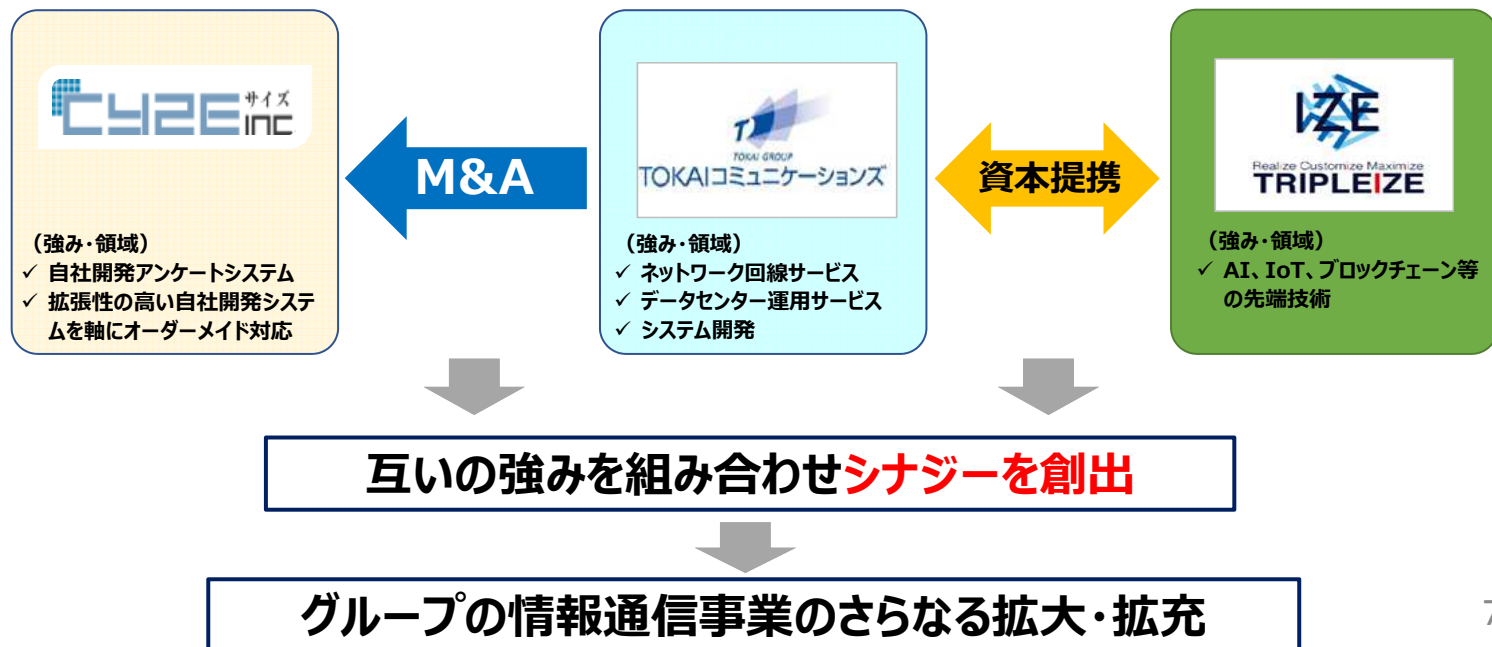 CYZE サイズ
inc
(強み・領域)
✓ 自社開発アンケートシステム
✓ 拡張性の高い自社開発システ
ムを軸にオーダーメイド対応
M&A
T
TOKAI GROUP
TOKAIコミュニケーションズ
(強み・領域)
✓ ネットワーク回線サービス
✓ データセンター運用サービス
✓ システム開発
資本提携
IZE
Realize Customize Maximize
TRIPLEIZE
(強み・領域)
✓ AI、IoT、ブロックチェーン等
の先端技術
互いの強みを組み合わせシナジーを創出
グループの情報通信事業のさらなる拡大・拡充
7